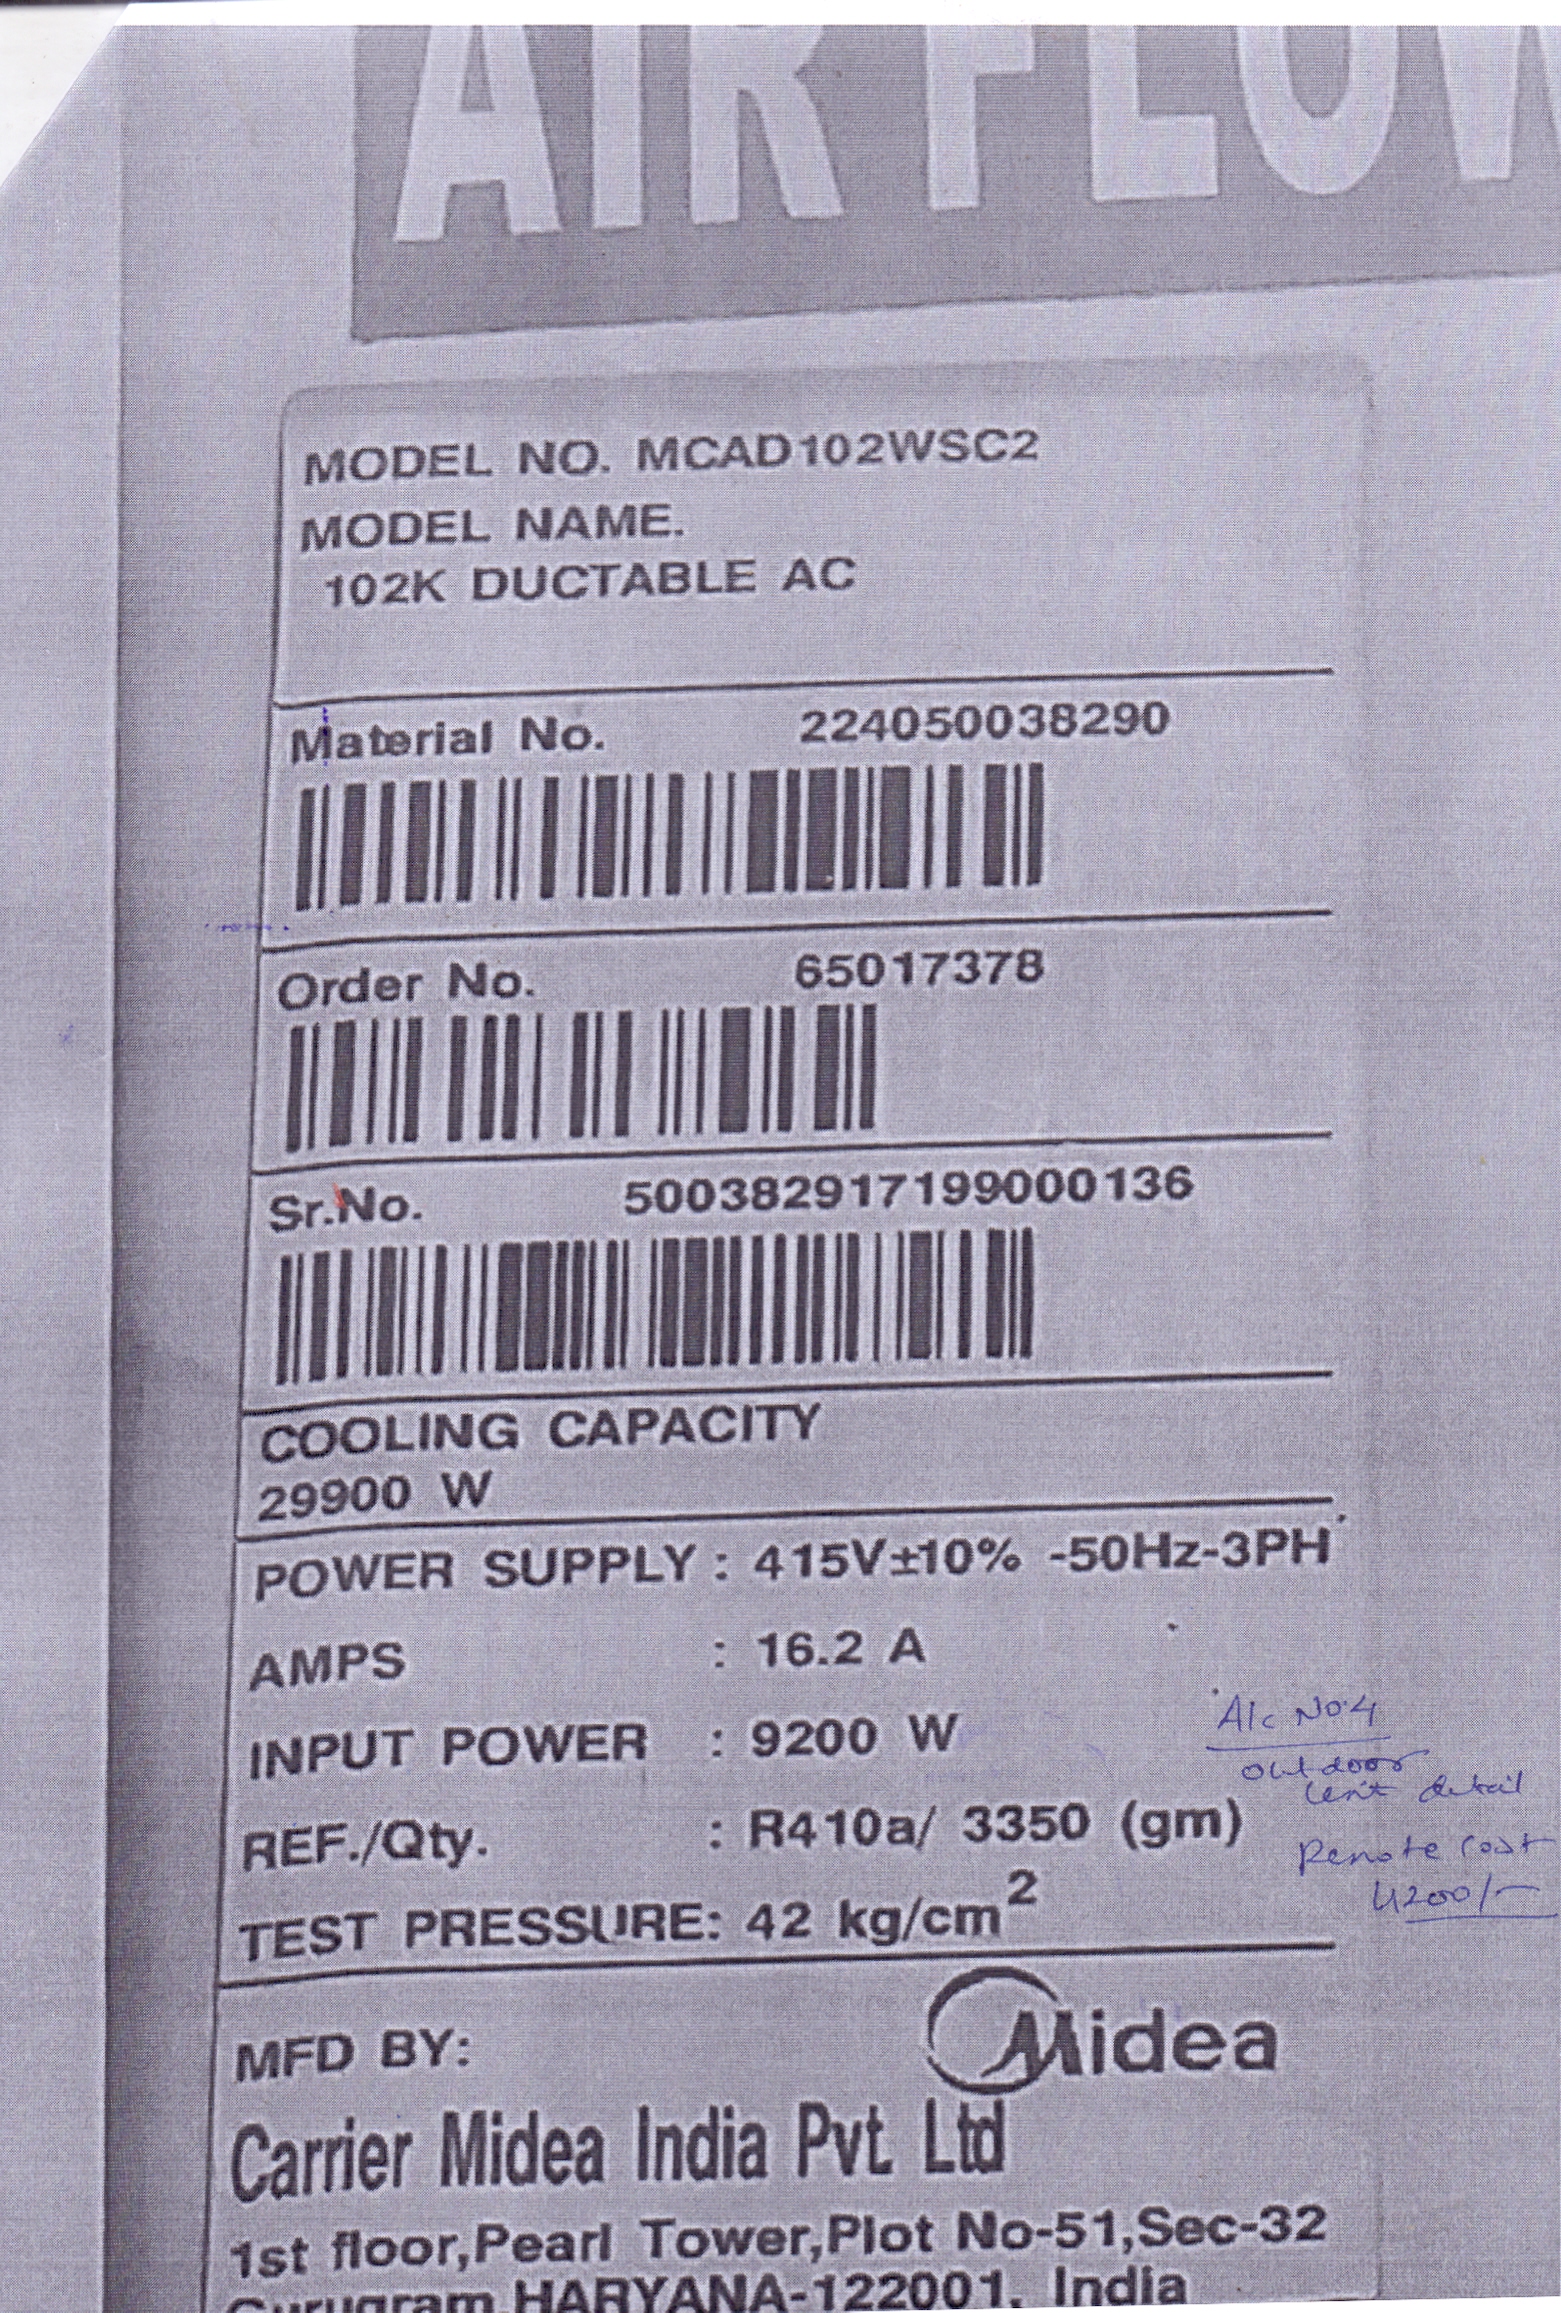 AIR FLOW
MODEL NO. MCAD102WSC2
MODEL NAME.
102K DUCTABLE AC
Material No. 224050038290
Order No. 65017378
Sr.No. 500382917199000136
COOLING CAPACITY
29900 W
POWER SUPPLY : 415V±10% -50Hz-3PH
AMPS : 16.2 A
INPUT POWER : 9200 W
REF./Qty. : R410a/ 3350 (gm)
TEST PRESSURE: 42 kg/cm²
A/c No.4
outdoor
unit detail
Remote cost
4200/-
MFD BY:
Midea
Carrier Midea India Pvt. Ltd
1st floor,Pearl Tower,Plot No-51,Sec-32
Gurugram,HARYANA-122001, India